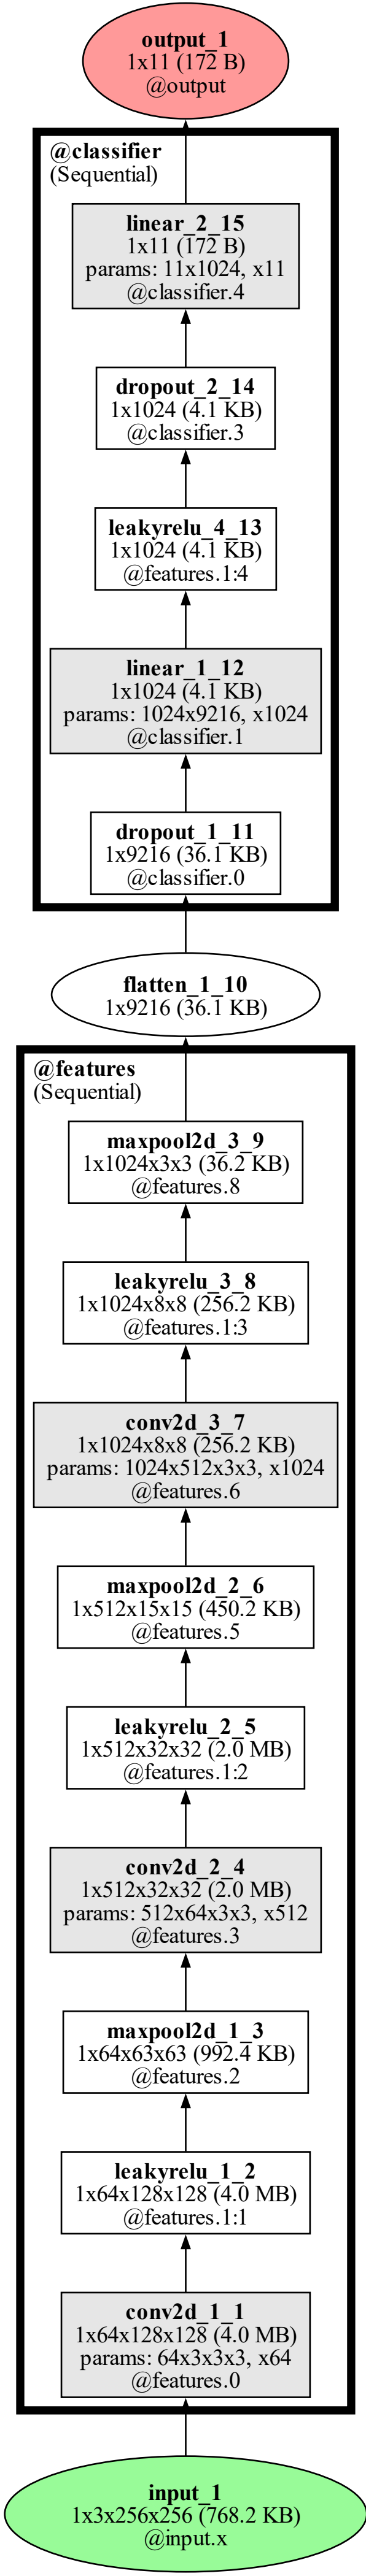 output_1
1x11 (172 B)
@output
@classifier
(Sequential)
linear_2_15
1x11 (172 B)
params: 11x1024, x11
@classifier.4
dropout_2_14
1x1024 (4.1 KB)
@classifier.3
leakyrelu_4_13
1x1024 (4.1 KB)
@features.1:4
linear_1_12
1x1024 (4.1 KB)
params: 1024x9216, x1024
@classifier.1
dropout_1_11
1x9216 (36.1 KB)
@classifier.0
flatten_1_10
1x9216 (36.1 KB)
@features
(Sequential)
maxpool2d_3_9
1x1024x3x3 (36.2 KB)
@features.8
leakyrelu_3_8
1x1024x8x8 (256.2 KB)
@features.1:3
conv2d_3_7
1x1024x8x8 (256.2 KB)
params: 1024x512x3x3, x1024
@features.6
maxpool2d_2_6
1x512x15x15 (450.2 KB)
@features.5
leakyrelu_2_5
1x512x32x32 (2.0 MB)
@features.1:2
conv2d_2_4
1x512x32x32 (2.0 MB)
params: 512x64x3x3, x512
@features.3
maxpool2d_1_3
1x64x63x63 (992.4 KB)
@features.2
leakyrelu_1_2
1x64x128x128 (4.0 MB)
@features.1:1
conv2d_1_1
1x64x128x128 (4.0 MB)
params: 64x3x3x3, x64
@features.0
input_1
1x3x256x256 (768.2 KB)
@input.x